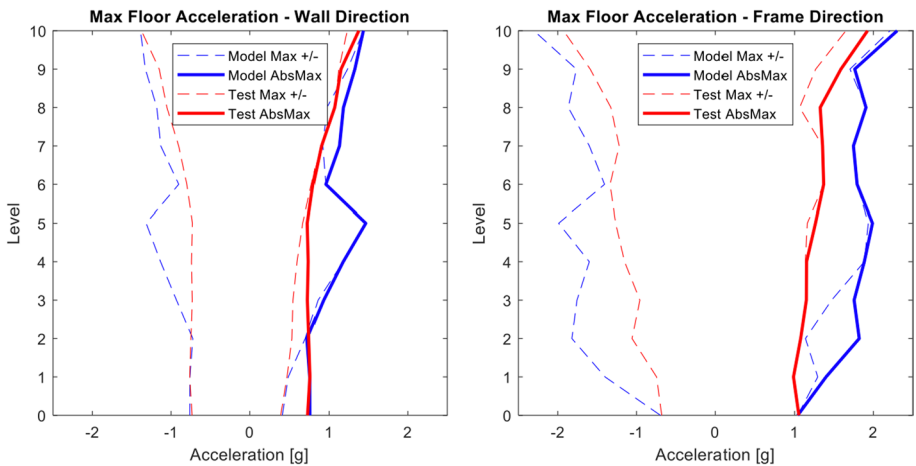 Max Floor Acceleration - Wall Direction
10
9
8
7
6
5
4
3
2
1
0
Level
Model Max +/-
Model AbsMax
Test Max +/-
Test AbsMax
-2
-1
0
1
2
Acceleration [g]
Max Floor Acceleration - Frame Direction
10
9
8
7
6
5
4
3
2
1
0
Level
Model Max +/-
Model AbsMax
Test Max +/-
Test AbsMax
-2
-1
0
1
2
Acceleration [g]